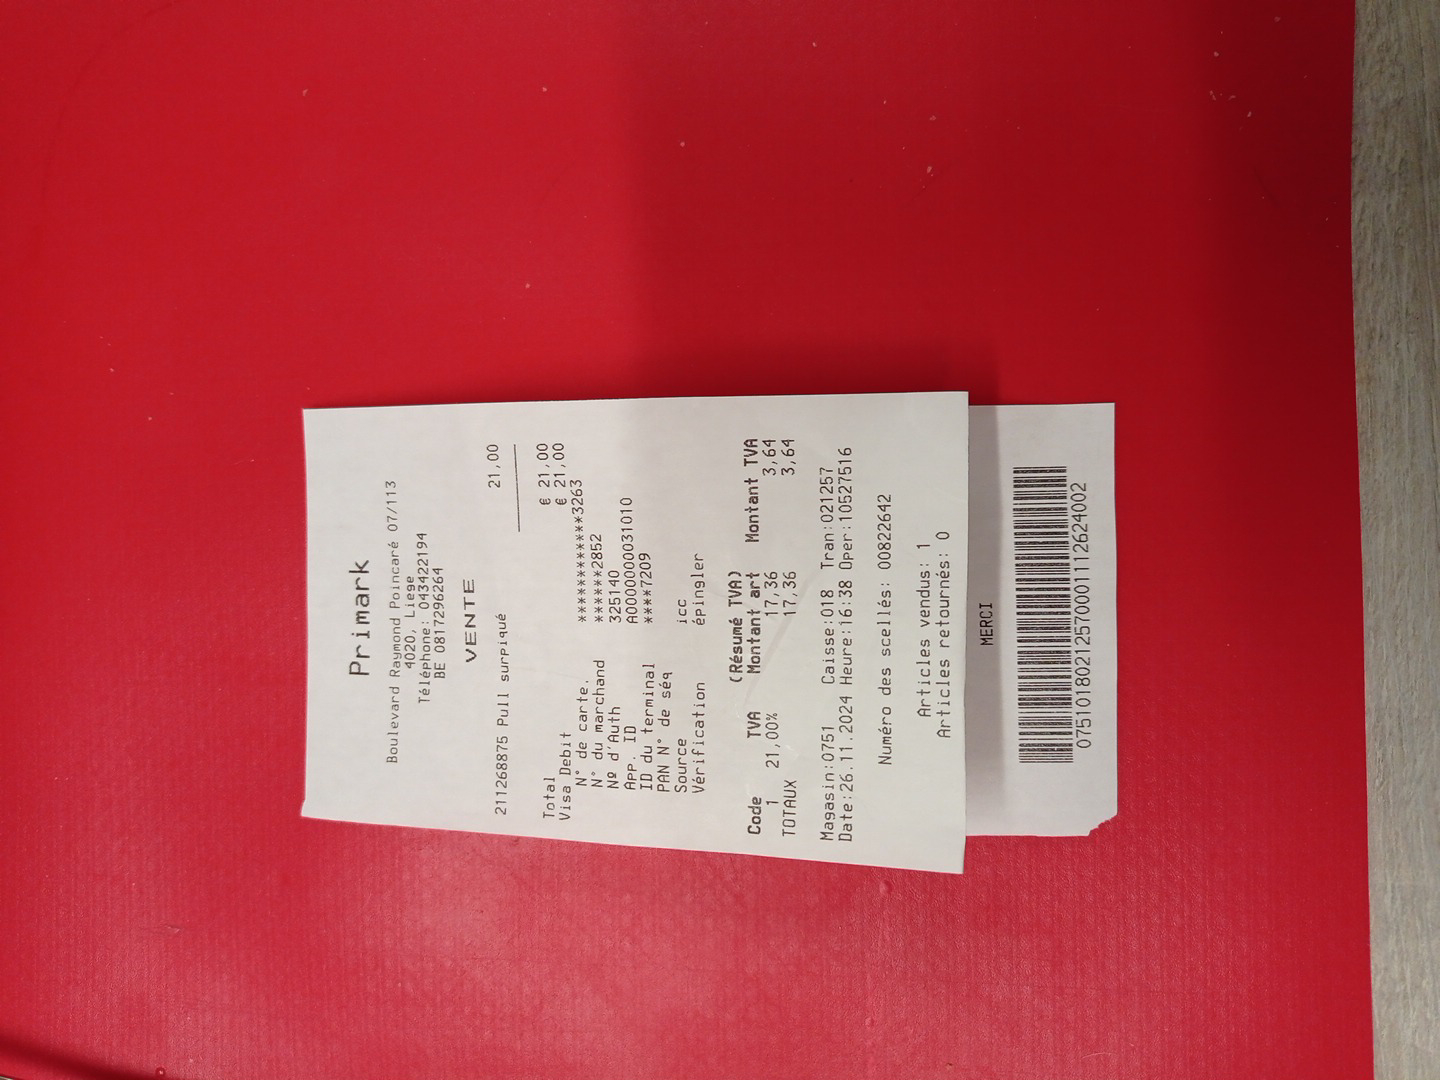 Primark
Boulevard Raymond Poincaré 07/113
4020, Liege
Téléphone: 043422194
BE 0817296264
VENTE
211268875 Pull surpiqué 21,00
Total € 21,00
Visa Debit € 21,00
N° de carte. ************3263
N° du marchand ******2852
Nº d'Auth 325140
App. ID A0000000031010
ID du terminal ****7209
PAN N° de séq
Source icc
Vérification épingler
(Résumé TVA)
Code TVA Montant art Montant TVA
1 21,00% 17,36 3,64
TOTAUX 17,36 3,64
Magasin:0751 Caisse:018 Tran:021257
Date:26.11.2024 Heure:16:38 Oper:10527516
Numéro des scellés: 00822642
Articles vendus: 1
Articles retournés: 0
MERCI
07510180212570001112624002